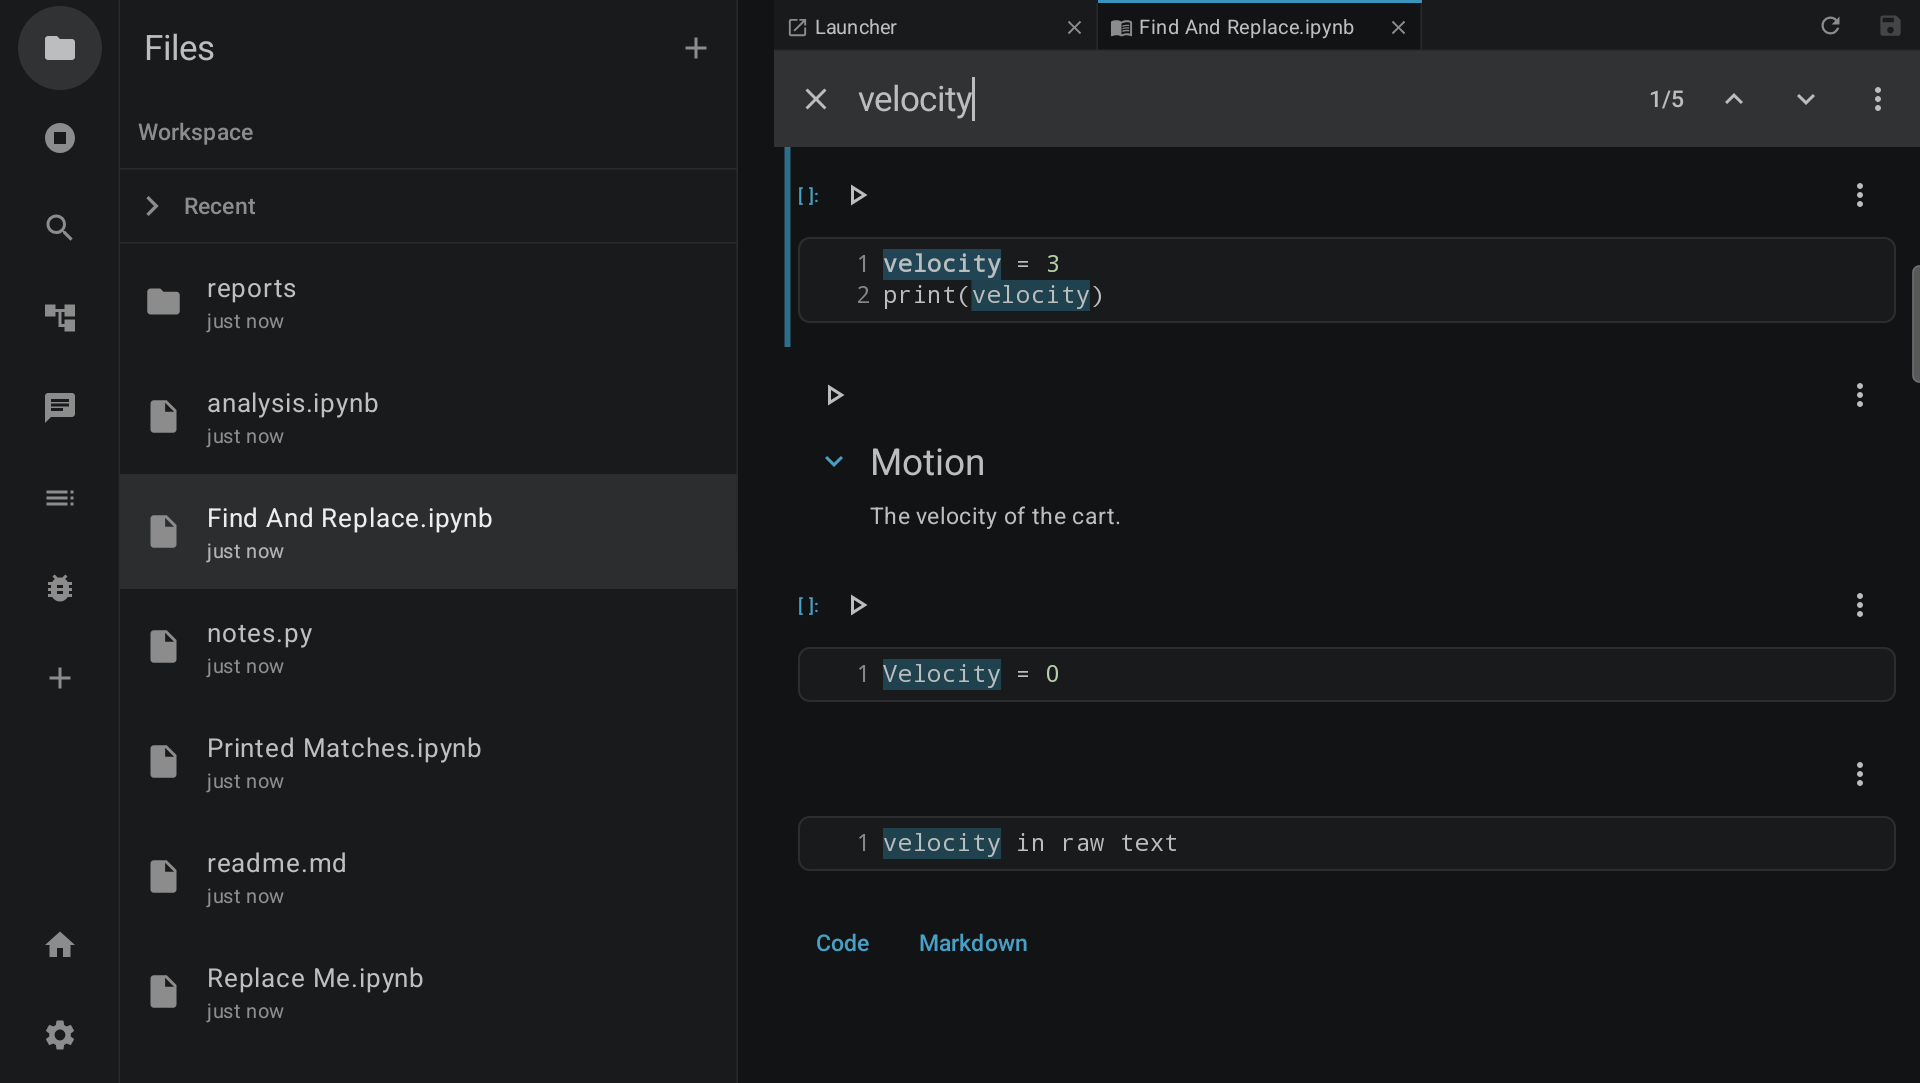 Files
Workspace
Recent
reports
just now
analysis.ipynb
just now
Find And Replace.ipynb
just now
notes.py
just now
Printed Matches.ipynb
just now
readme.md
just now
Replace Me.ipynb
just now
Launcher
Find And Replace.ipynb
velocity
1/5
[ ]:
1 velocity = 3
2 print(velocity)
Motion
The velocity of the cart.
[ ]:
1 Velocity = 0
1 velocity in raw text
Code Markdown